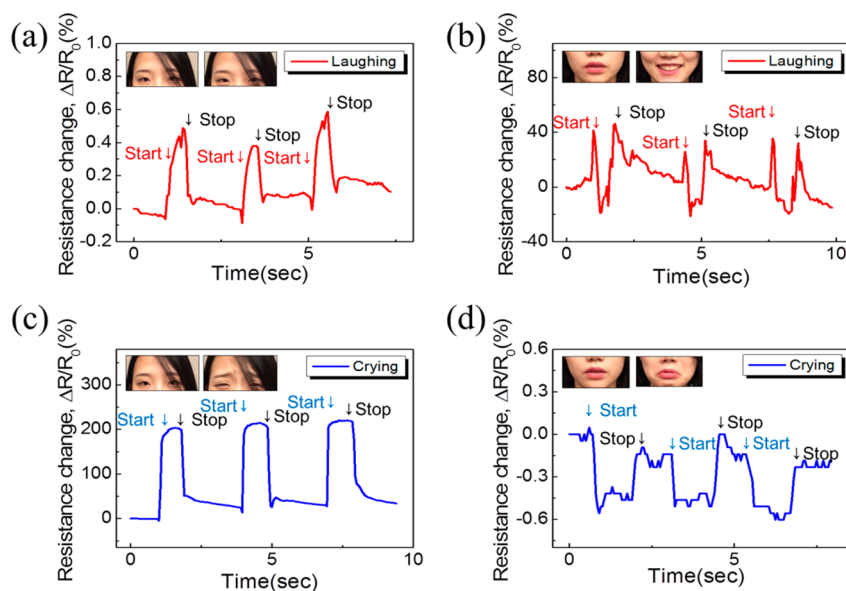 (a)
Resistance change, ΔR/R0(%)
1.0
0.8
0.6
0.4
0.2
0.0
-0.2
Laughing
Start↓
↓ Stop
Start↓
↓ Stop
Start↓
↓Stop
0
5
Time(sec)
(b)
Resistance change, ΔR/R0(%)
80
40
0
-40
Laughing
Start↓
↓ Stop
Start↓
↓ Stop
Start↓
↓ Stop
0
5
10
Time(sec)
(c)
Resistance change, ΔR/R0(%)
300
200
100
0
Crying
Start ↓
↓ Stop
Start↓
↓ Stop
Start↓
↓ Stop
0
5
10
Time(sec)
(d)
Resistance change, ΔR/R0(%)
0.6
0.3
0.0
-0.3
-0.6
Crying
↓ Start
Stop ↓
↓Start
↓Stop
↓ Start
↓Stop
0
5
Time(sec)